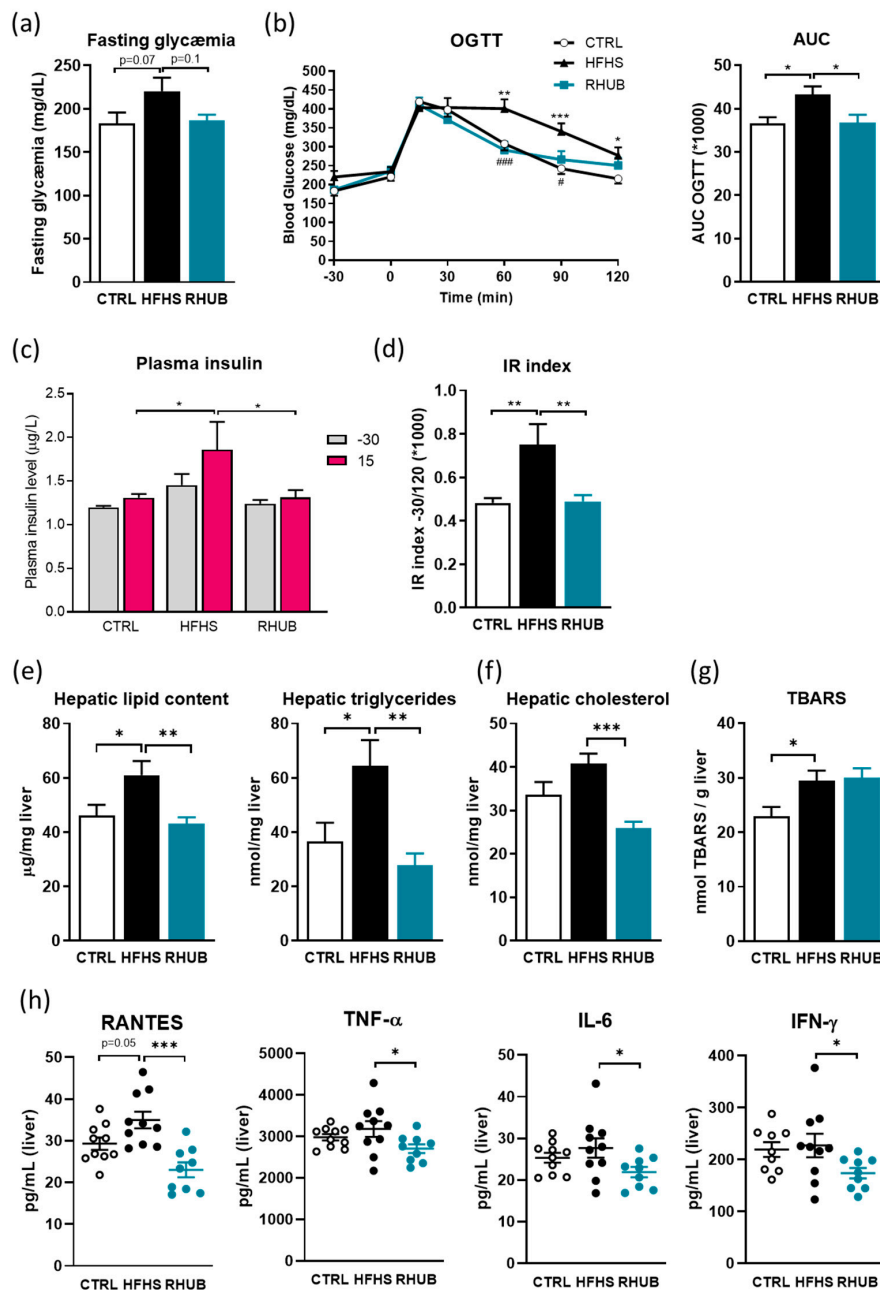 (a)
Fasting glycæmia
p=0.07
p=0.1
Fasting glycæmia (mg/dL)
250
200
150
100
50
0
CTRL HFHS RHUB
(b)
OGTT
CTRL
HFHS
RHUB
Blood Glucose (mg/dL)
500
450
400
350
300
250
200
150
100
50
0
** *** *
### #
-30 0 30 60 90 120
Time (min)
AUC
* *
AUC OGTT (*1000)
50
40
30
20
10
0
CTRL HFHS RHUB
(c)
Plasma insulin
* *
Plasma insulin level (µg/L)
2.5
2.0
1.5
1.0
0.5
0.0
CTRL HFHS RHUB
-30
15
(d)
IR index
** **
IR index -30/120 (*1000)
1.0
0.8
0.6
0.4
0.2
0.0
CTRL HFHS RHUB
(e)
Hepatic lipid content
* **
µg/mg liver
80
60
40
20
0
CTRL HFHS RHUB
Hepatic triglycerides
* **
nmol/mg liver
80
60
40
20
0
CTRL HFHS RHUB
(f)
Hepatic cholesterol
***
nmol/mg liver
50
40
30
20
10
0
CTRL HFHS RHUB
(g)
TBARS
*
nmol TBARS / g liver
40
30
20
10
0
CTRL HFHS RHUB
(h)
RANTES
p=0.05
***
pg/mL (liver)
50
40
30
20
10
0
CTRL HFHS RHUB
TNF-α
*
pg/mL (liver)
5000
4000
3000
2000
1000
0
CTRL HFHS RHUB
IL-6
*
pg/mL (liver)
50
40
30
20
10
0
CTRL HFHS RHUB
IFN-γ
*
pg/mL (liver)
400
300
200
100
0
CTRL HFHS RHUB